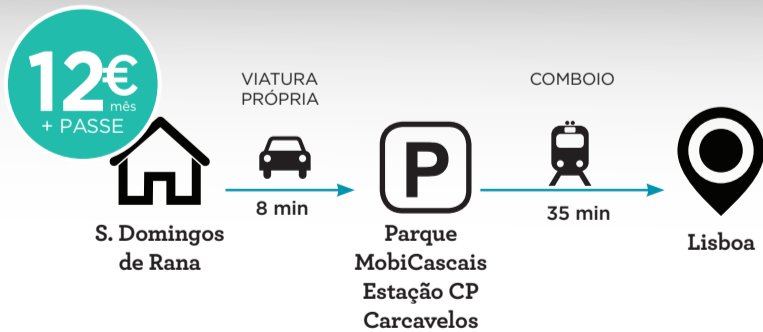 12€
mês
+ PASSE
VIATURA
PRÓPRIA
COMBOIO
P
8 min
35 min
S. Domingos
de Rana
Parque
MobiCascais
Estação CP
Carcavelos
Lisboa